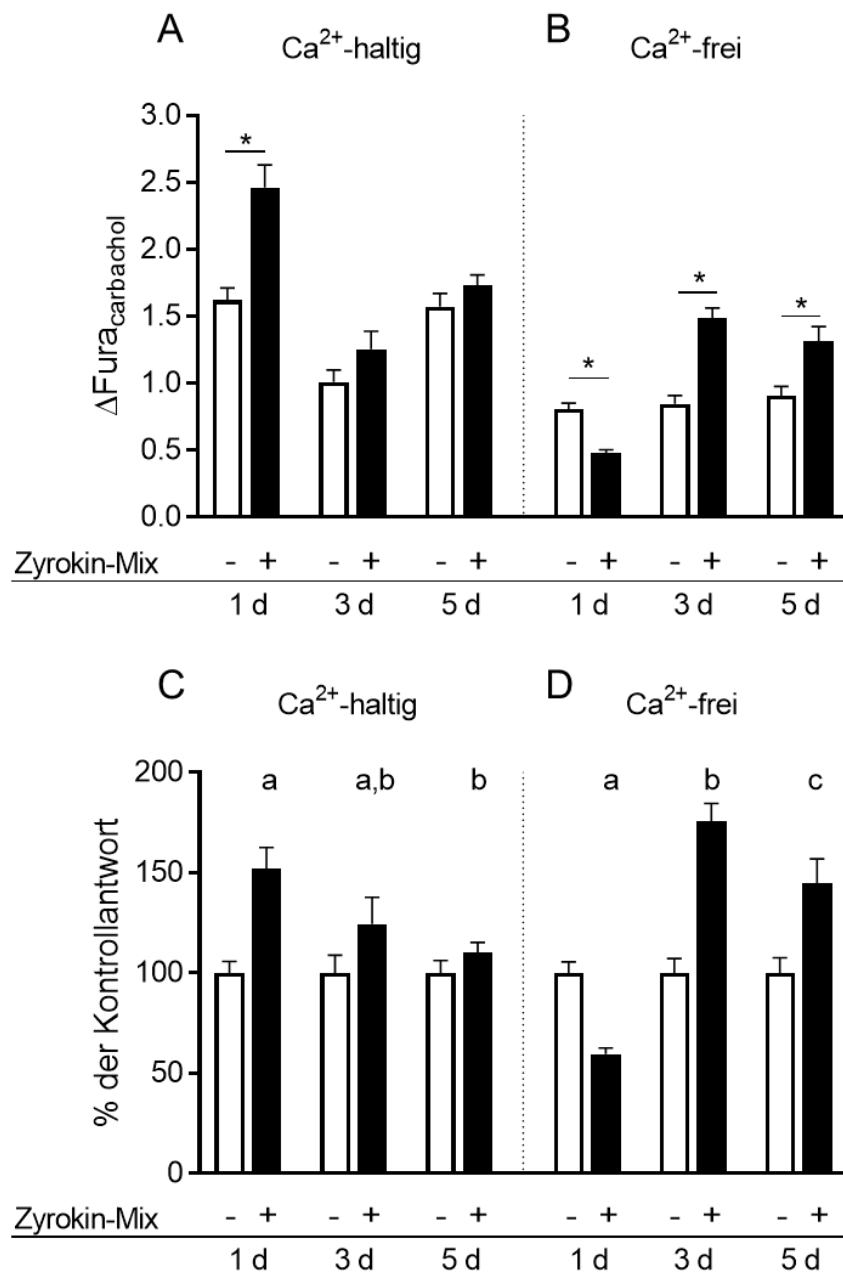 A
Ca²⁺-haltig
B
Ca²⁺-frei
ΔFura carbachol
3.0
2.5
2.0
1.5
1.0
0.5
0.0
*
*
*
*
Zyrokin-Mix - + - + - + - + - + - +
1 d 3 d 5 d 1 d 3 d 5 d
C
Ca²⁺-haltig
D
Ca²⁺-frei
% der Kontrollantwort
200
150
100
50
0
a a,b b a b c
Zyrokin-Mix - + - + - + - + - + - +
1 d 3 d 5 d 1 d 3 d 5 d